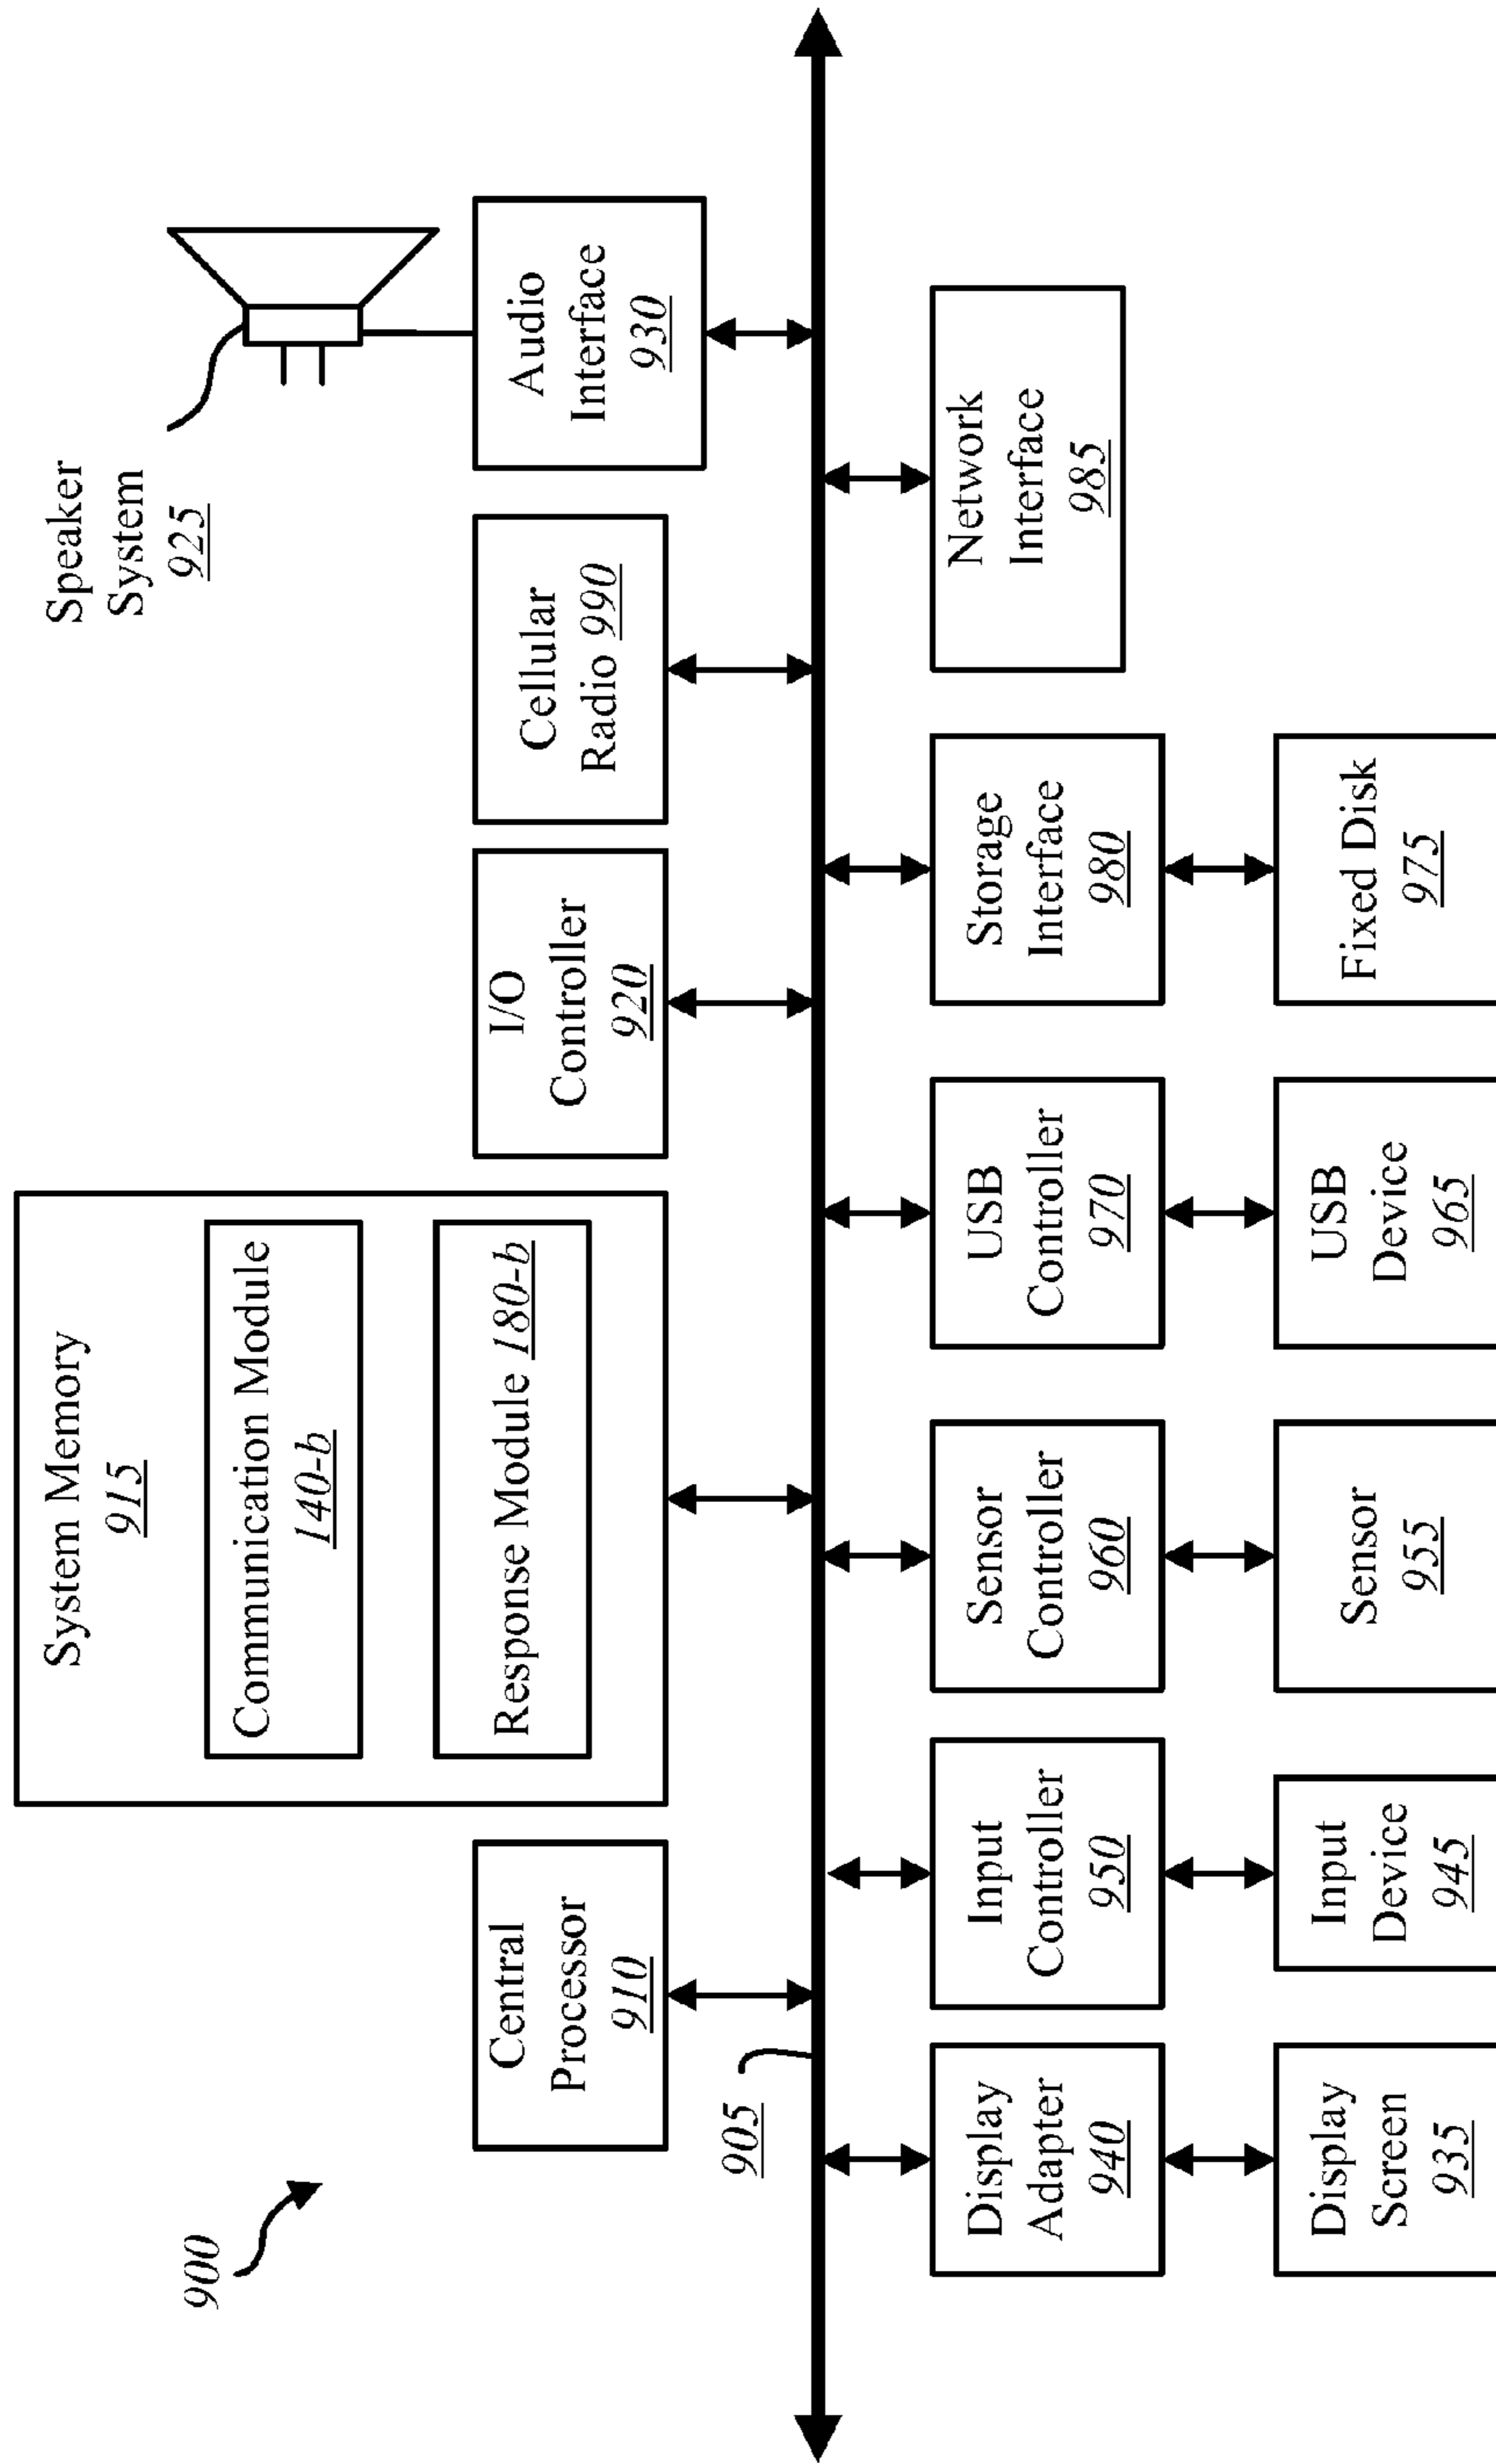 900
Central
Processor
910
System Memory
915
Communication Module
140-b
Response Module 180-b
I/O
Controller
920
Cellular
Radio 990
Speaker
System
925
Audio
Interface
930
905
Display
Adapter
940
Input
Controller
950
Sensor
Controller
960
USB
Controller
970
Storage
Interface
980
Network
Interface
985
Display
Screen
935
Input
Device
945
Sensor
955
USB
Device
965
Fixed Disk
975